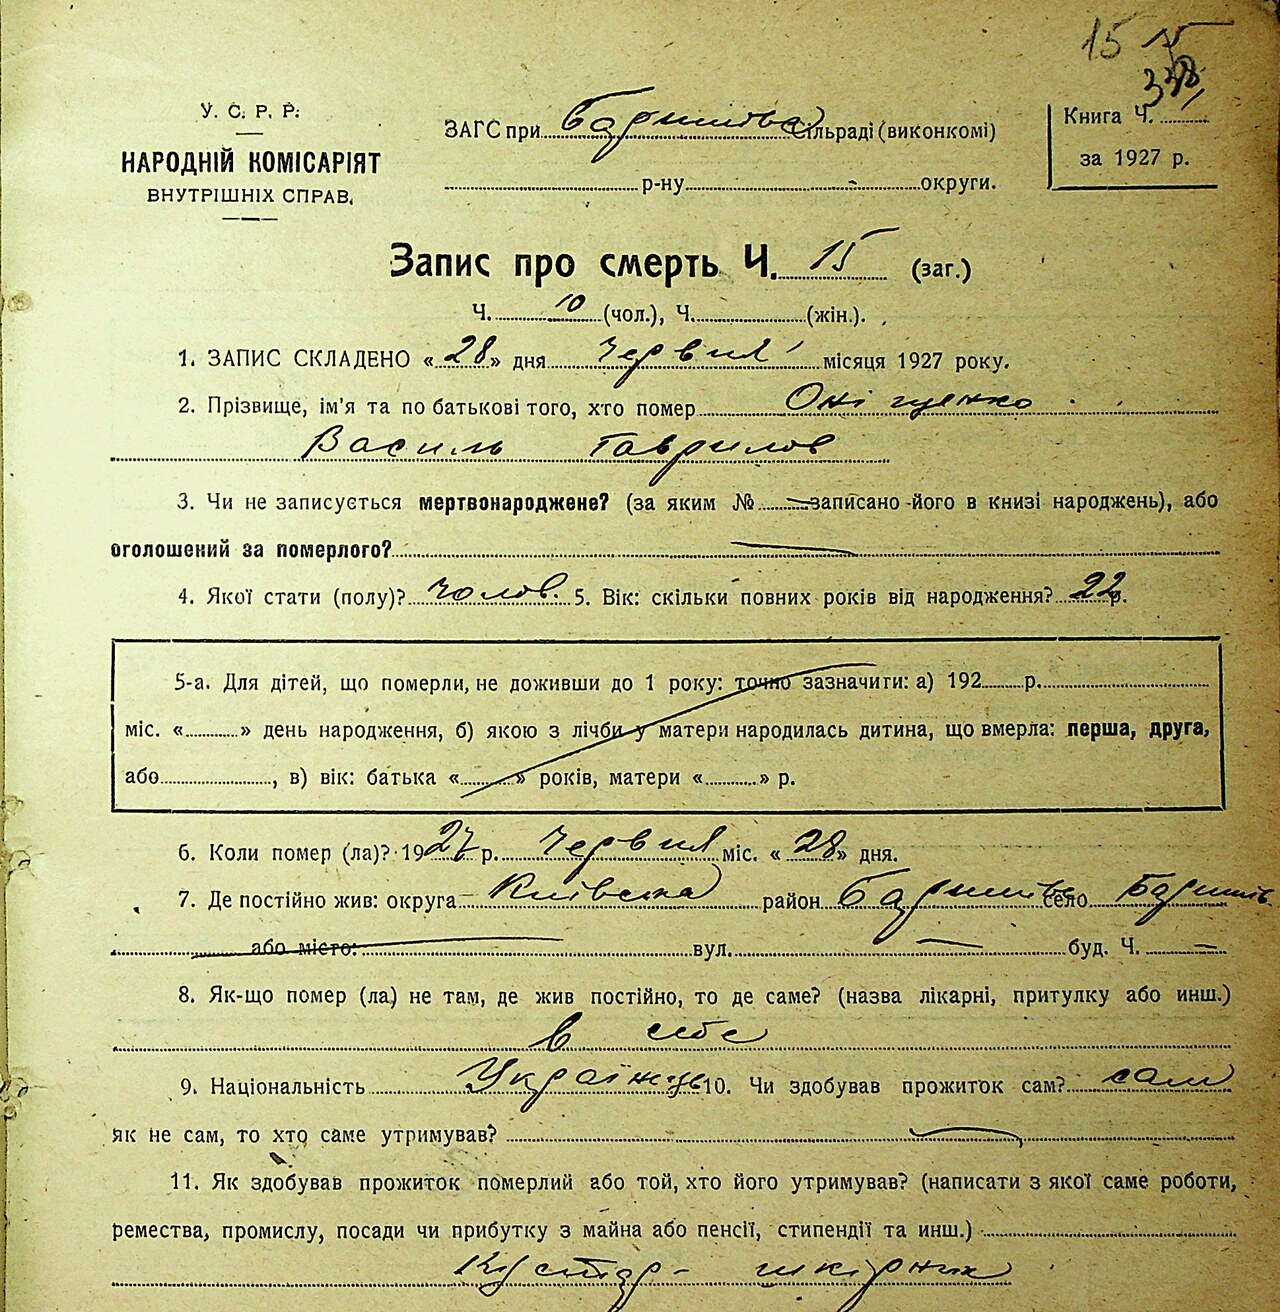 15 15
338
У. С. Р. Р.
НАРОДНІЙ КОМІСАРІЯТ
ВНУТРІШНІХ СПРАВ.
ЗАГС при Баришівс сільраді (виконкомі)
р-ну округи.
Книга Ч.
за 1927 р.
Запис про смерть Ч. 15 (заг.)
Ч. 10 (чол.), Ч. (жін.).
1. ЗАПИС СКЛАДЕНО «28» дня червня місяця 1927 року.
2. Прізвище, ім'я та по батькові того, хто помер Оніщенко
Василь Гаврилов
3. Чи не записується мертвонароджене? (за яким № — записано його в книзі народжень), або
оголошений за померлого? —
4. Якої стати (полу)? чолов. 5. Вік: скільки повних років від народження? 22 р.
5-а. Для дітей, що померли, не доживши до 1 року: точно зазначити: а) 192 р.
міс. « » день народження, б) якою з лічби у матери народилась дитина, що вмерла: перша, друга,
або , в) вік: батька « » років, матери « » р.
6. Коли помер (ла)? 1927 р. червня міс. «28» дня.
7. Де постійно жив: округа Київська район Баришівс село Баришів.
або місто: вул. — буд. Ч. —
8. Як-що помер (ла) не там, де жив постійно, то де саме? (назва лікарні, притулку або инш.)
в себе
9. Національність Українець 10. Чи здобував прожиток сам? сам
як не сам, то хто саме утримував? —
11. Як здобував прожиток померлий або той, хто його утримував? (написати з якої саме роботи,
ремества, промислу, посади чи прибутку з майна або пенсії, стипендії та инш.)
Кустар- шкірник